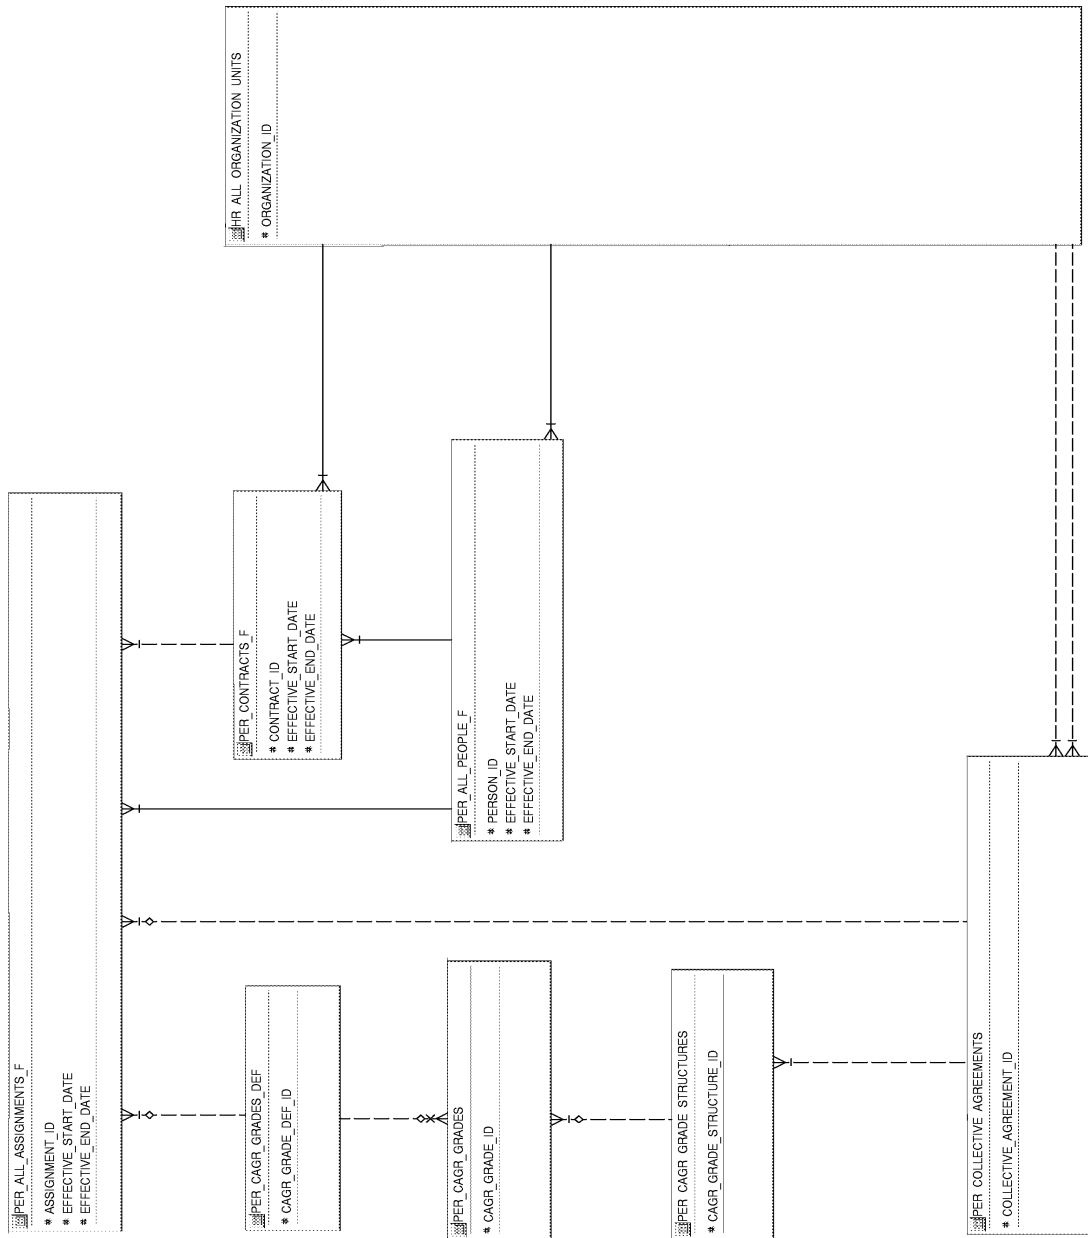 HR ALL ORGANIZATION UNITS
# ORGANIZATION_ID
PER_ALL_ASSIGNMENTS_F
# ASSIGNMENT_ID
# EFFECTIVE_START_DATE
# EFFECTIVE_END_DATE
PER_CONTRACTS_F
# CONTRACT_ID
# EFFECTIVE_START_DATE
# EFFECTIVE_END_DATE
PER_ALL_PEOPLE_F
# PERSON_ID
# EFFECTIVE_START_DATE
# EFFECTIVE_END_DATE
PER_CAGR_GRADES_DEF
# CAGR_GRADE_DEF_ID
PER_CAGR_GRADES
# CAGR_GRADE_ID
PER CAGR GRADE STRUCTURES
# CAGR_GRADE_STRUCTURE_ID
PER COLLECTIVE AGREEMENTS
# COLLECTIVE_AGREEMENT_ID